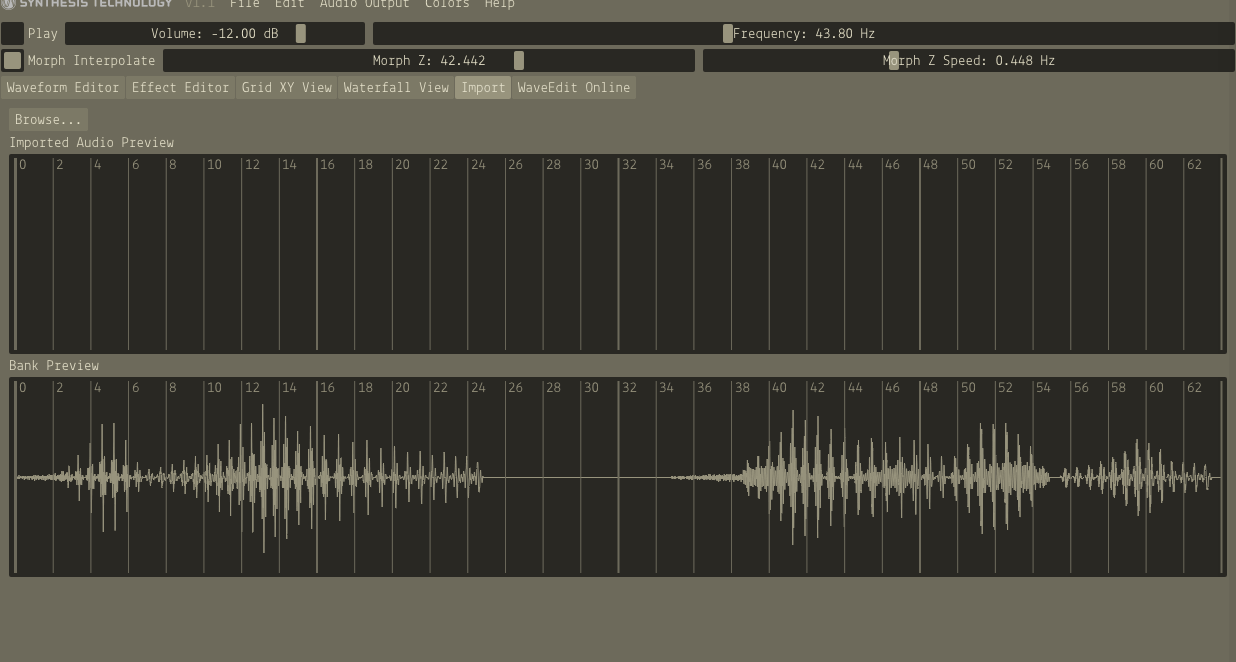 SYNTHESIS TECHNOLOGY v1.1 File Edit Audio Output Colors Help
Play Volume: -12.00 dB Frequency: 43.80 Hz
Morph Interpolate Morph Z: 42.442 Morph Z Speed: 0.448 Hz
Waveform Editor Effect Editor Grid XY View Waterfall View Import WaveEdit Online
Browse...
Imported Audio Preview
0 2 4 6 8 10 12 14 16 18 20 22 24 26 28 30 32 34 36 38 40 42 44 46 48 50 52 54 56 58 60 62
Bank Preview
0 2 4 6 8 10 12 14 16 18 20 22 24 26 28 30 32 34 36 38 40 42 44 46 48 50 52 54 56 58 60 62